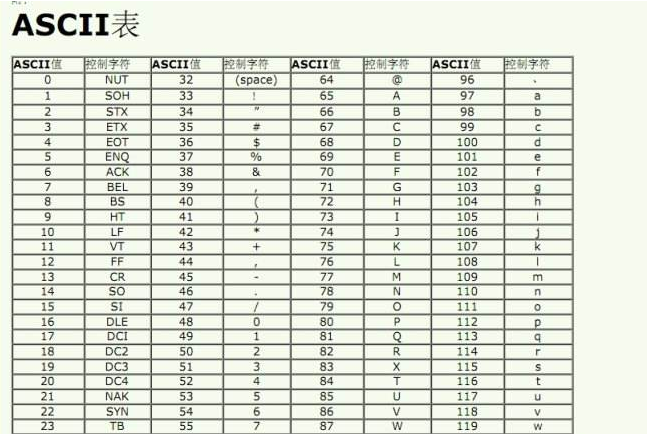 ASCII表
ASCII值 控制字符 ASCII值 控制字符 ASCII值 控制字符 ASCII值 控制字符
0 NUT 32 (space) 64 @ 96 、
1 SOH 33 ! 65 A 97 a
2 STX 34 ” 66 B 98 b
3 ETX 35 # 67 C 99 c
4 EOT 36 $ 68 D 100 d
5 ENQ 37 % 69 E 101 e
6 ACK 38 & 70 F 102 f
7 BEL 39 , 71 G 103 g
8 BS 40 ( 72 H 104 h
9 HT 41 ) 73 I 105 i
10 LF 42 * 74 J 106 j
11 VT 43 + 75 K 107 k
12 FF 44 , 76 L 108 l
13 CR 45 - 77 M 109 m
14 SO 46 . 78 N 110 n
15 SI 47 / 79 O 111 o
16 DLE 48 0 80 P 112 p
17 DCI 49 1 81 Q 113 q
18 DC2 50 2 82 R 114 r
19 DC3 51 3 83 X 115 s
20 DC4 52 4 84 T 116 t
21 NAK 53 5 85 U 117 u
22 SYN 54 6 86 V 118 v
23 TB 55 7 87 W 119 w